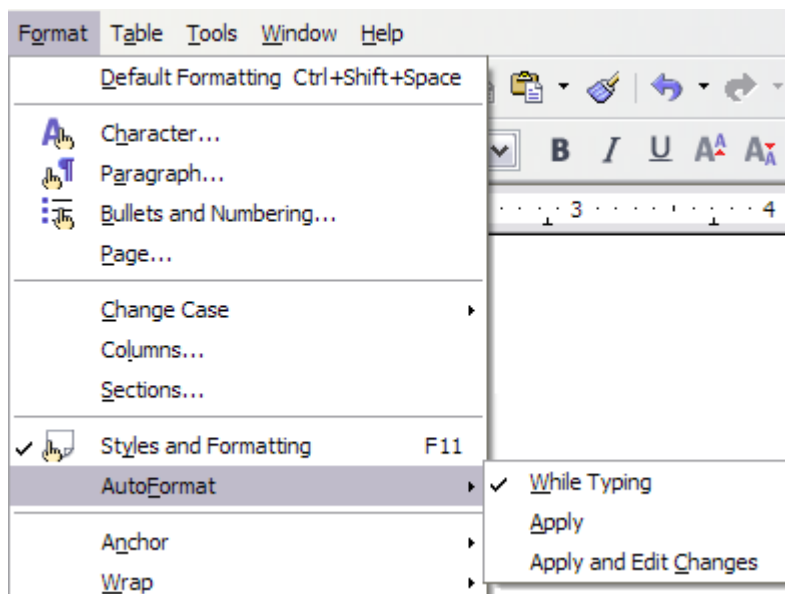 Format Table Tools Window Help
Default Formatting Ctrl+Shift+Space
Character...
Paragraph...
Bullets and Numbering...
Page...
Change Case
Columns...
Sections...
Styles and Formatting F11
AutoFormat
Anchor
Wrap
While Typing
Apply
Apply and Edit Changes
B I U A A A A
3 4